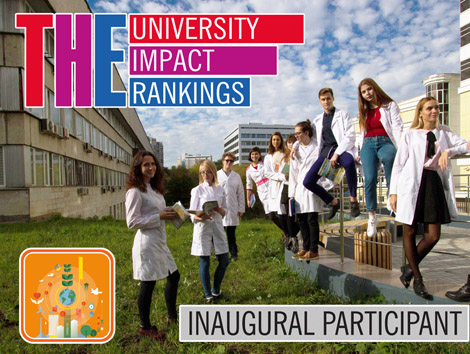 THE
UNIVERSITY
IMPACT
RANKINGS
INAUGURAL PARTICIPANT